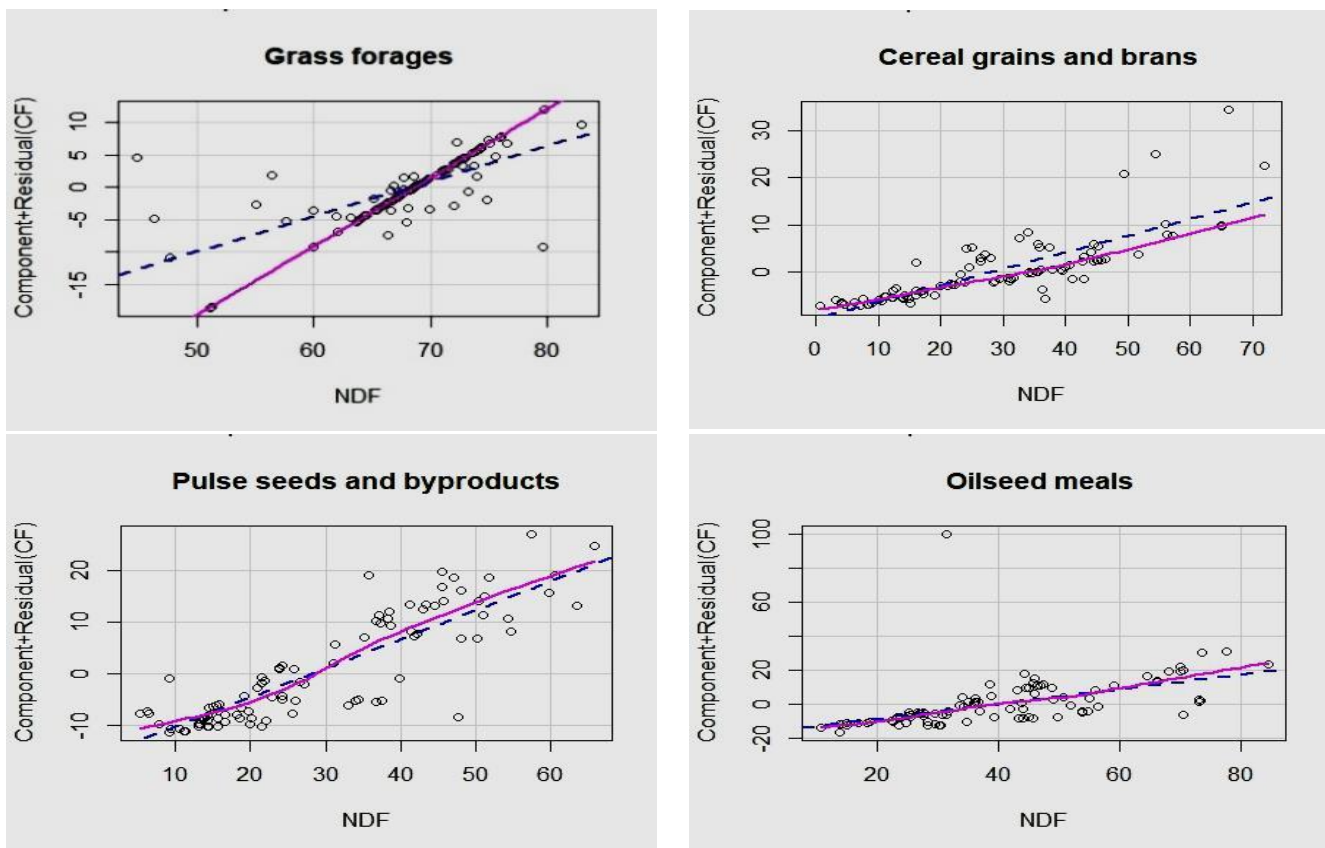 Grass forages
Component+Residual(CF)
10
5
0
-5
-15
50 60 70 80
NDF
Cereal grains and brans
Component+Residual(CF)
30
20
10
0
0 10 20 30 40 50 60 70
NDF
Pulse seeds and byproducts
Component+Residual(CF)
20
10
0
-10
10 20 30 40 50 60
NDF
Oilseed meals
Component+Residual(CF)
100
60
20
0
-20
20 40 60 80
NDF